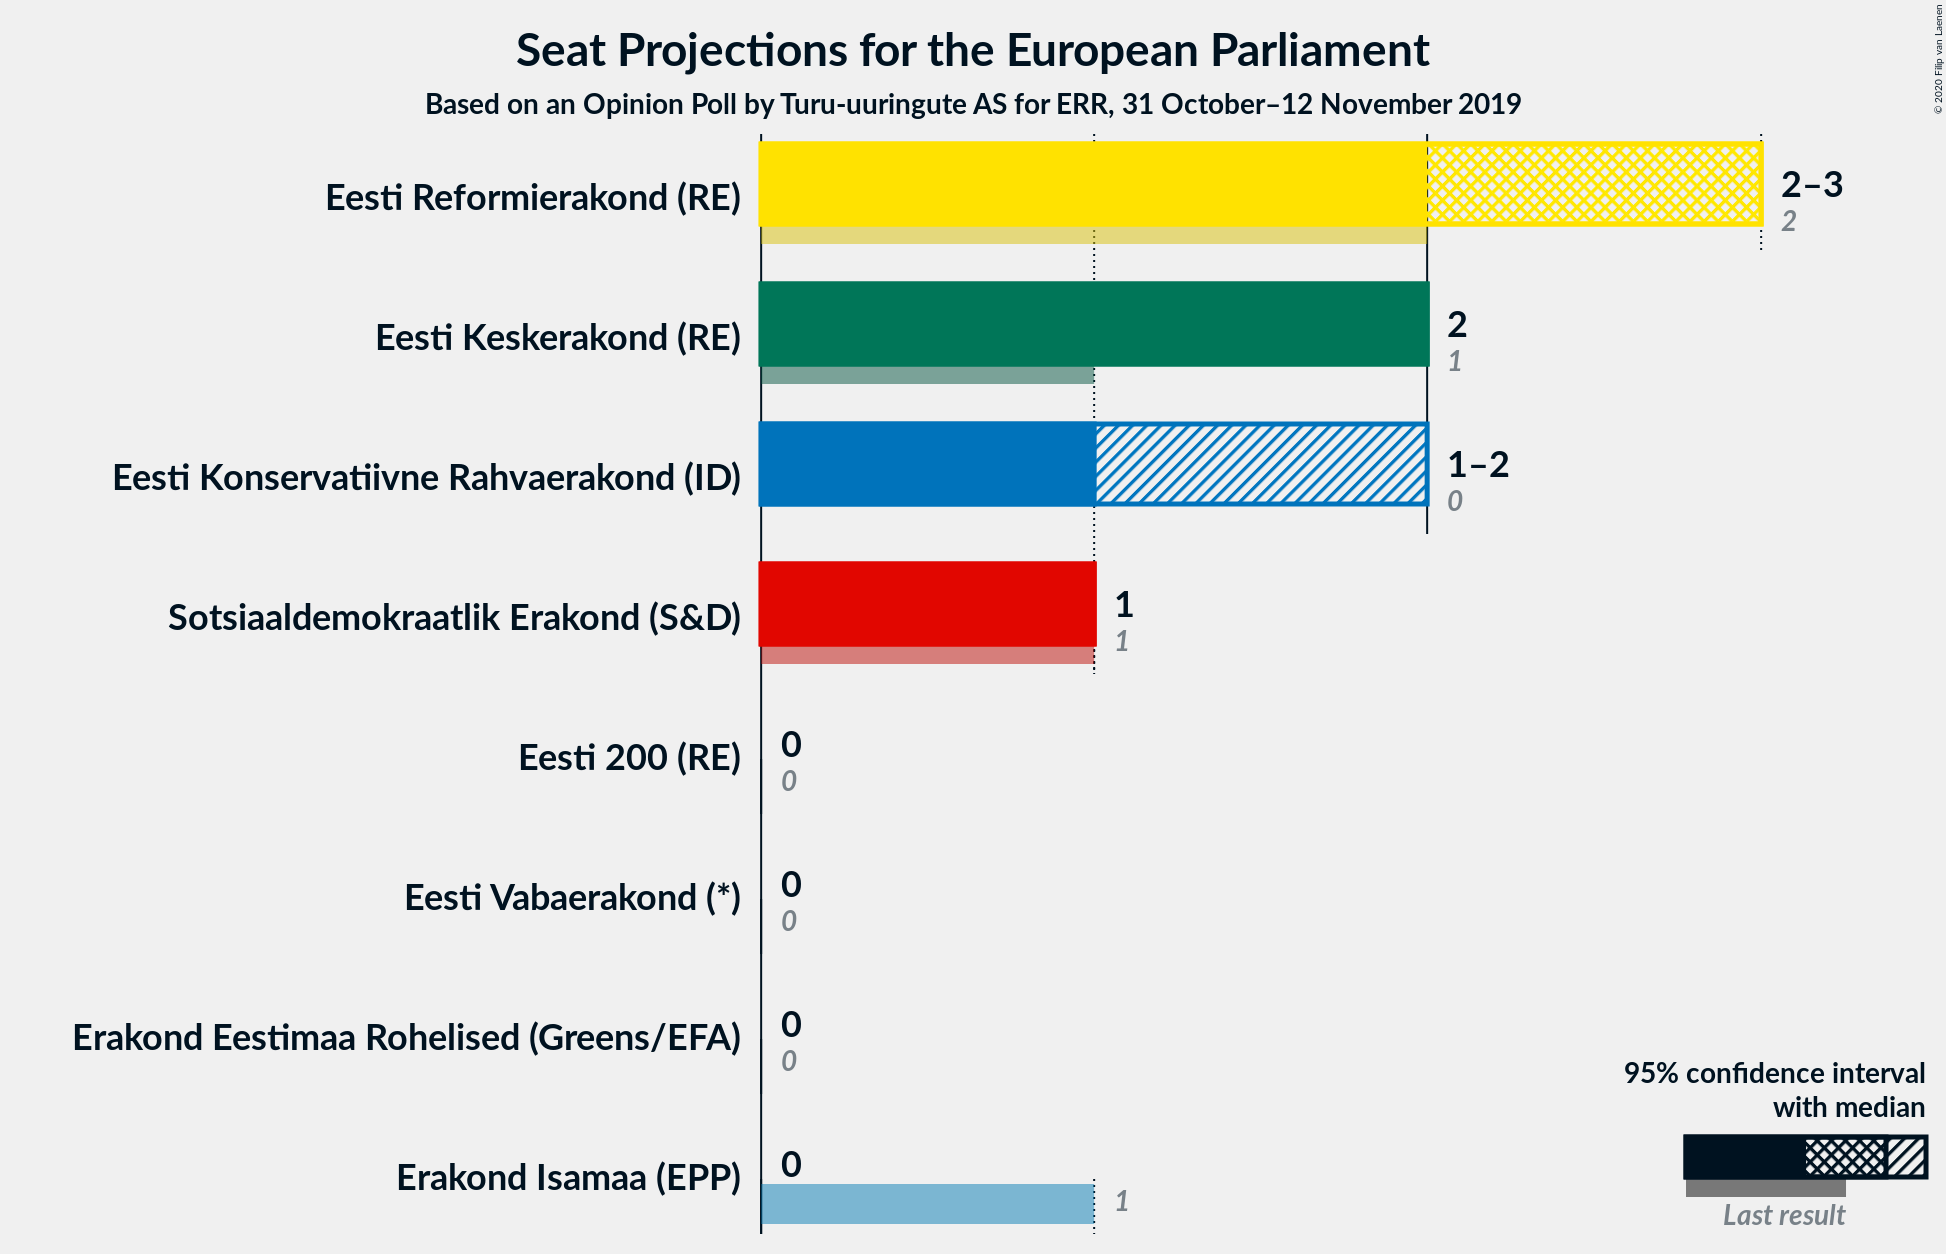 Seat Projections for the European Parliament
Based on an Opinion Poll by Turu-uuringute AS for ERR, 31 October–12 November 2019
© 2020 Filip van Laenen
Eesti Reformierakond (RE)
2–3
2
Eesti Keskerakond (RE)
2
1
Eesti Konservatiivne Rahvaerakond (ID)
1–2
0
Sotsiaaldemokraatlik Erakond (S&D)
1
1
Eesti 200 (RE)
0
0
Eesti Vabaerakond (*)
0
0
Erakond Eestimaa Rohelised (Greens/EFA)
0
0
Erakond Isamaa (EPP)
0
1
95% confidence interval
with median
Last result